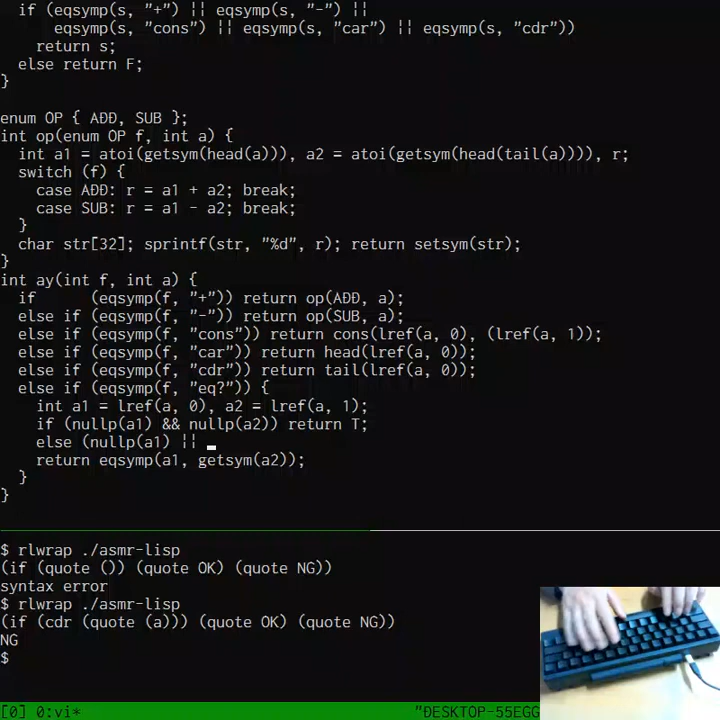 if (eqsymp(s, "+") || eqsymp(s, "-") ||
eqsymp(s, "cons") || eqsymp(s, "car") || eqsymp(s, "cdr"))
return s;
else return F;
}
enum OP { ADD, SUB };
int op(enum OP f, int a) {
int a1 = atoi(getsym(head(a))), a2 = atoi(getsym(head(tail(a)))), r;
switch (f) {
case ADD: r = a1 + a2; break;
case SUB: r = a1 - a2; break;
}
char str[32]; sprintf(str, "%d", r); return setsym(str);
}
int ay(int f, int a) {
if (eqsymp(f, "+")) return op(ADD, a);
else if (eqsymp(f, "-")) return op(SUB, a);
else if (eqsymp(f, "cons")) return cons(lref(a, 0), (lref(a, 1));
else if (eqsymp(f, "car")) return head(lref(a, 0));
else if (eqsymp(f, "cdr")) return tail(lref(a, 0));
else if (eqsymp(f, "eq?")) {
int a1 = lref(a, 0), a2 = lref(a, 1);
if (nullp(a1) && nullp(a2)) return T;
else (nullp(a1) || _
return eqsymp(a1, getsym(a2));
}
}
$ rlwrap ./asmr-lisp
(if (quote ()) (quote OK) (quote NG))
syntax error
$ rlwrap ./asmr-lisp
(if (cdr (quote (a))) (quote OK) (quote NG))
NG
$
[0] 0:vi* "DESKTOP-55EGG